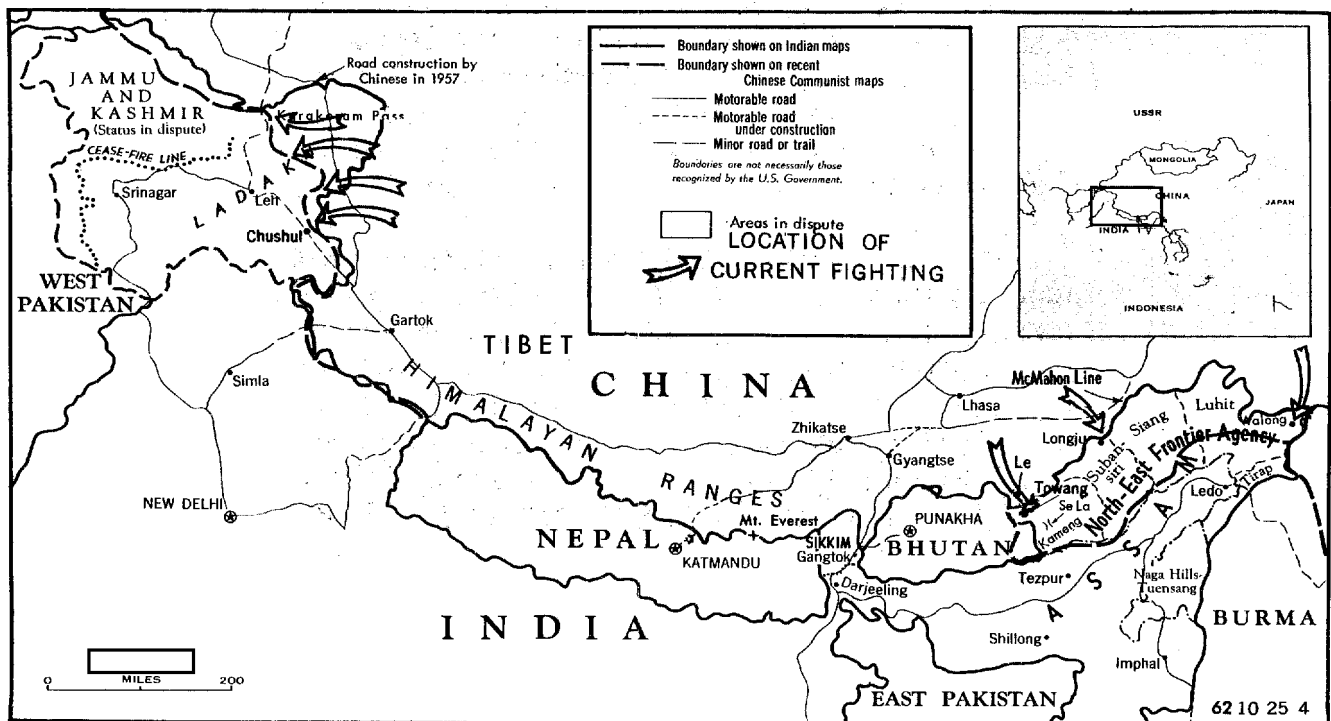 Boundary shown on Indian maps
Boundary shown on recent
Chinese Communist maps
Motorable road
Motorable road
under construction
Minor road or trail
Boundaries are not necessarily those
recognized by the U.S. Government.
Areas in dispute
LOCATION OF
CURRENT FIGHTING
USSR
MONGOLIA
CHINA
JAPAN
INDIA
INDONESIA
Road construction by
Chinese in 1957
JAMMU
AND
KASHMIR
(Status in dispute)
Karakoram Pass
CEASE-FIRE LINE
Srinagar
LADAK
Leh
Chushul
WEST
PAKISTAN
Gartok
TIBET
Simla
HIMALAYAN
RANGES
CHINA
McMahon Line
Lhasa
Luhit
Walong
Zhikatse
Longju
Siang
Gyangtse
Suban-
siri
North-East Frontier Agency
Le
Towang
Se La
Kameng
Ledo
Tirap
NEW DELHI
Mt. Everest
PUNAKHA
NEPAL
KATMANDU
SIKKIM
Gangtok
BHUTAN
Darjeeling
Tezpur
ASSAM
Naga Hills-
Tuensang
INDIA
Shillong
BURMA
Imphal
EAST PAKISTAN
MILES
0 200
62 10 25 4